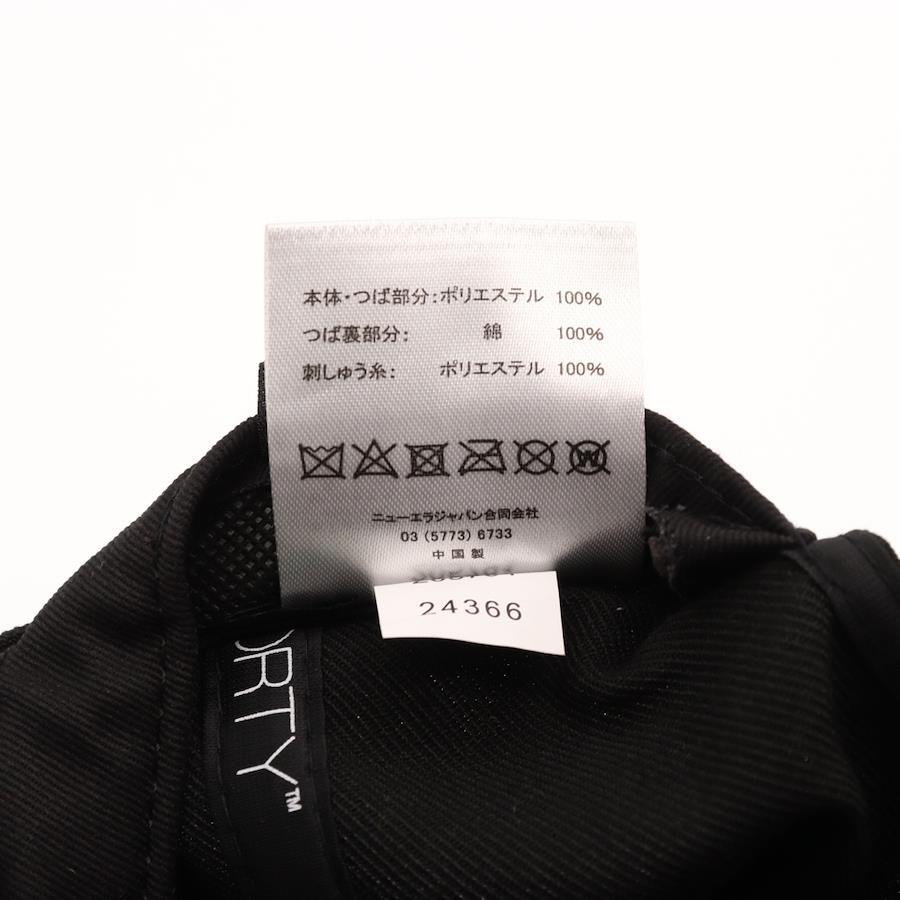 本体・つば部分:ポリエステル 100%
つば裏部分: 綿 100%
刺しゅう糸: ポリエステル 100%
W
ニューエラジャパン合同会社
03 (5773) 6733
中国製
24366
ORTY™